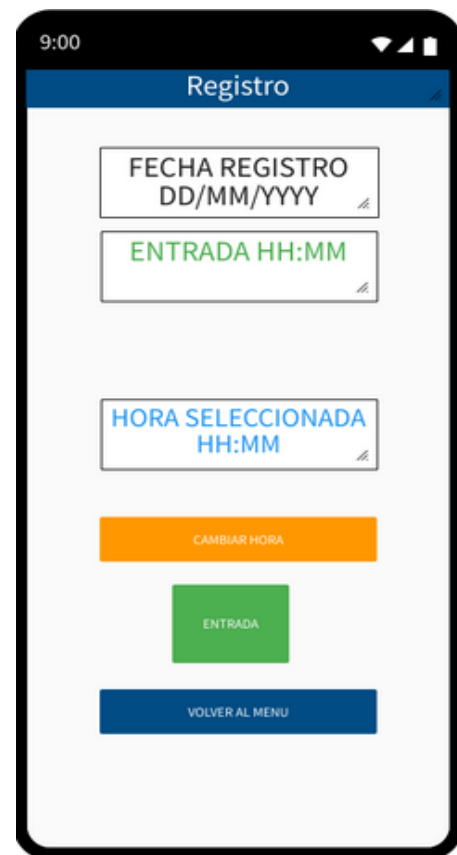 9:00
Registro
FECHA REGISTRO
DD/MM/YYYY
ENTRADA HH:MM
HORA SELECCIONADA
HH:MM
CAMBIAR HORA
ENTRADA
VOLVER AL MENU